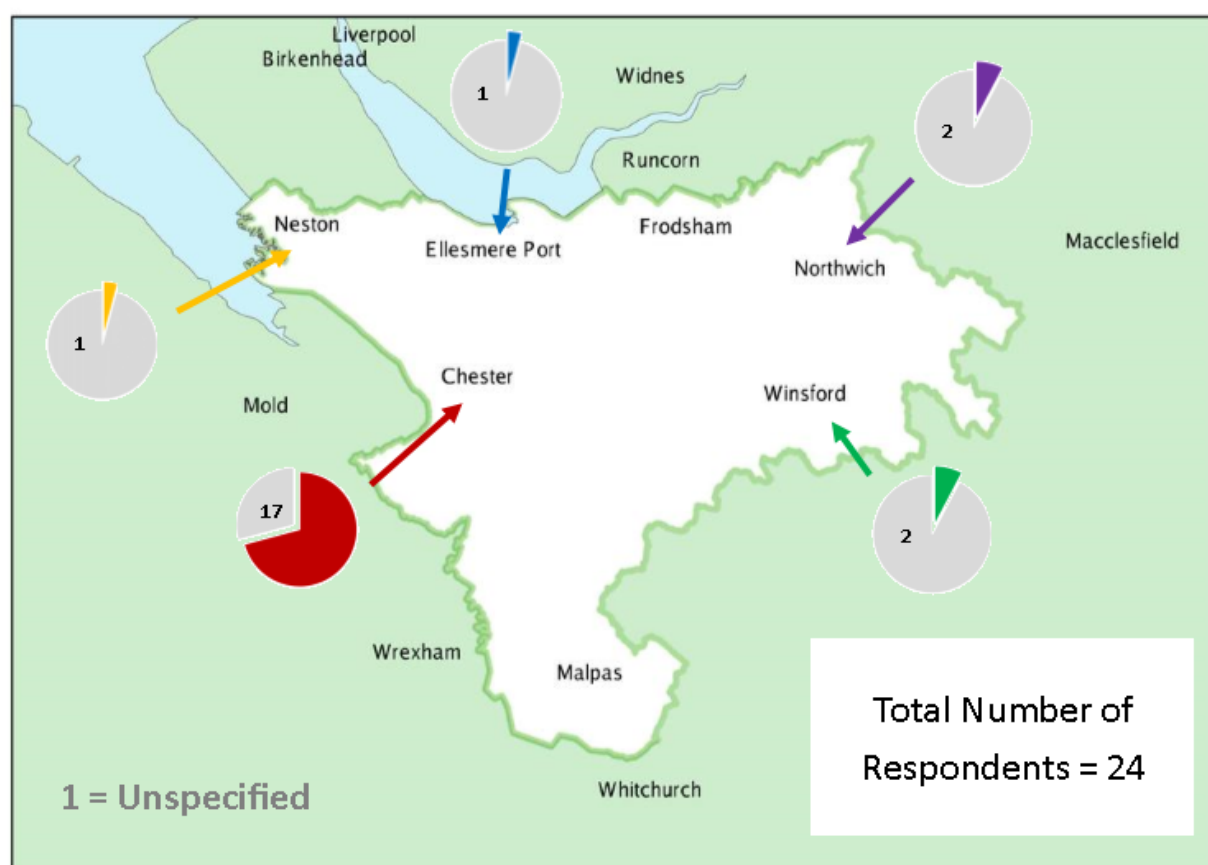 Liverpool
Birkenhead
1
Widnes
2
Runcorn
Neston
Frodsham
Ellesmere Port
Macclesfield
Northwich
1
Chester
Mold
Winsford
17
2
Wrexham
Malpas
Total Number of
Respondents = 24
Whitchurch
1 = Unspecified